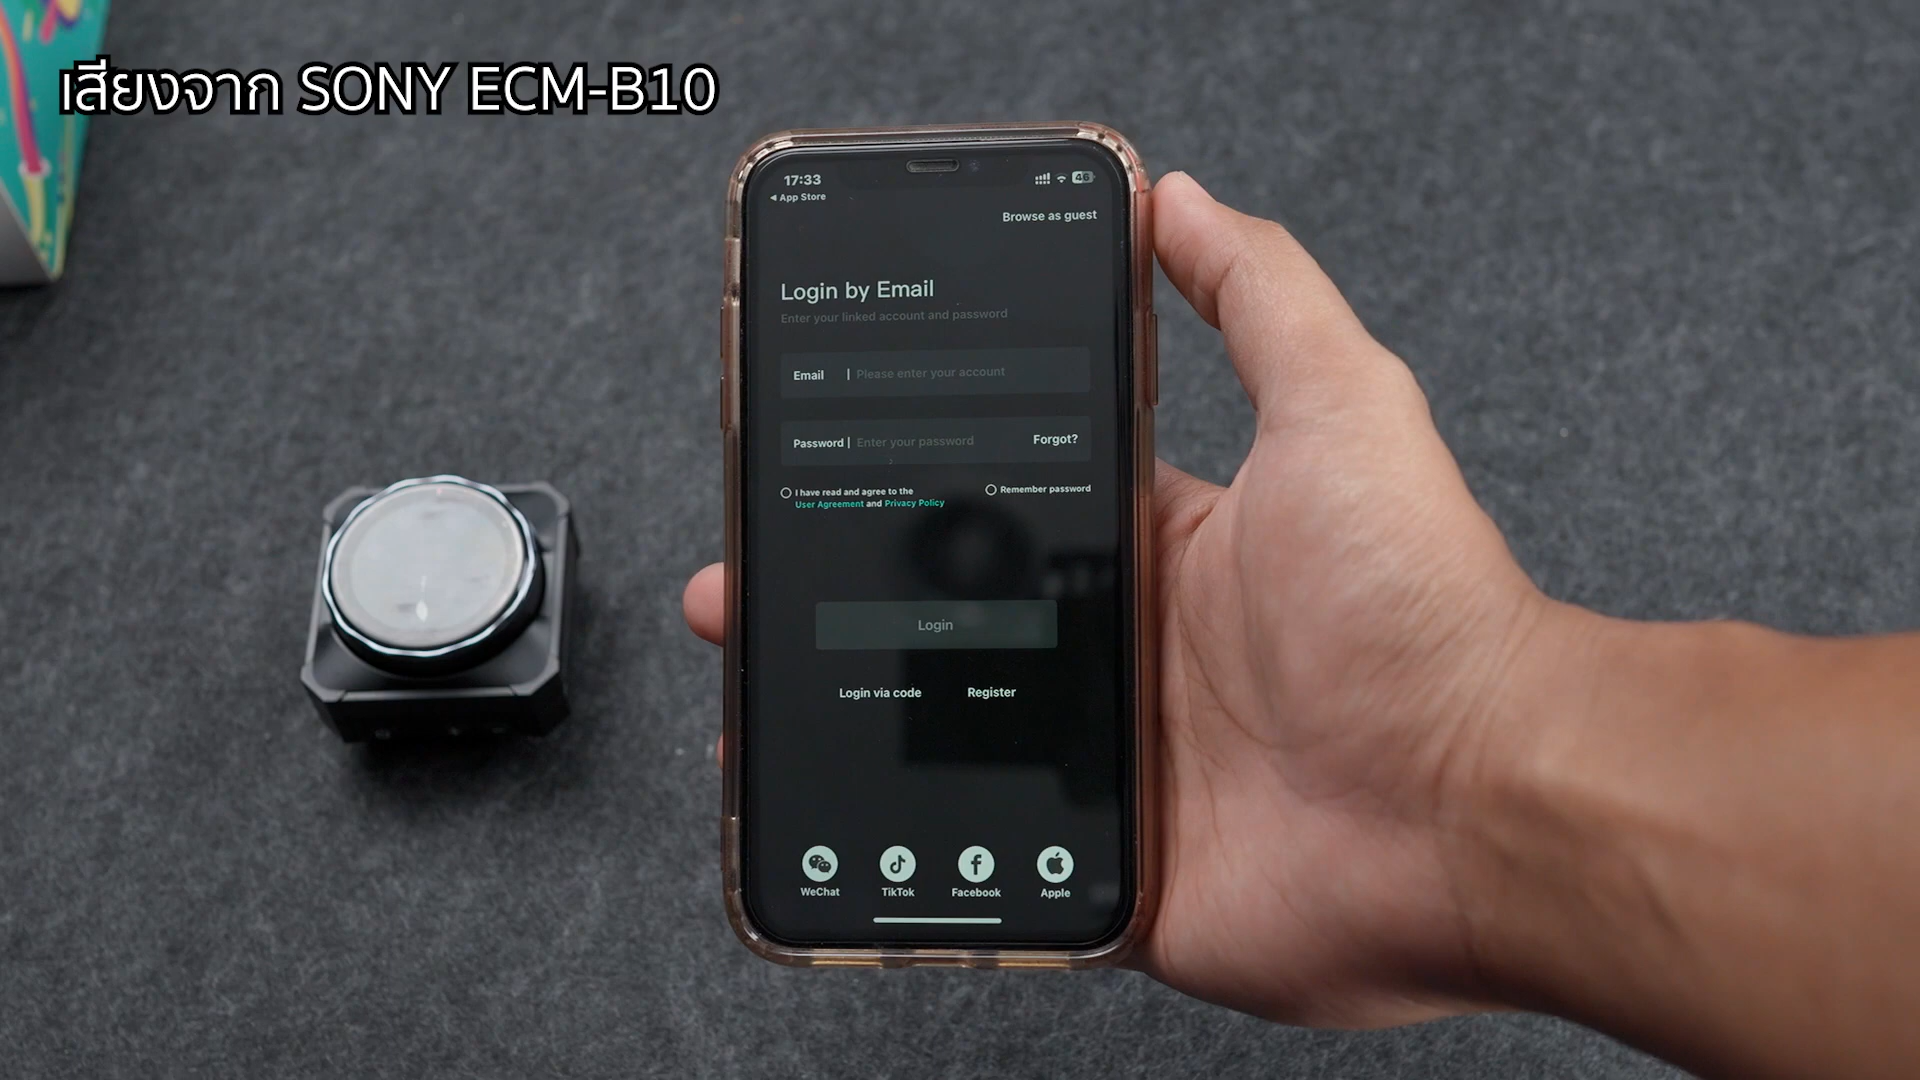 เสียงจาก SONY ECM-B10
17:33
46
◀ App Store
Browse as guest
Login by Email
Enter your linked account and password
Email | Please enter your account
Password | Enter your password Forgot?
I have read and agree to the
User Agreement and Privacy Policy
Remember password
Login
Login via code Register
WeChat TikTok Facebook Apple